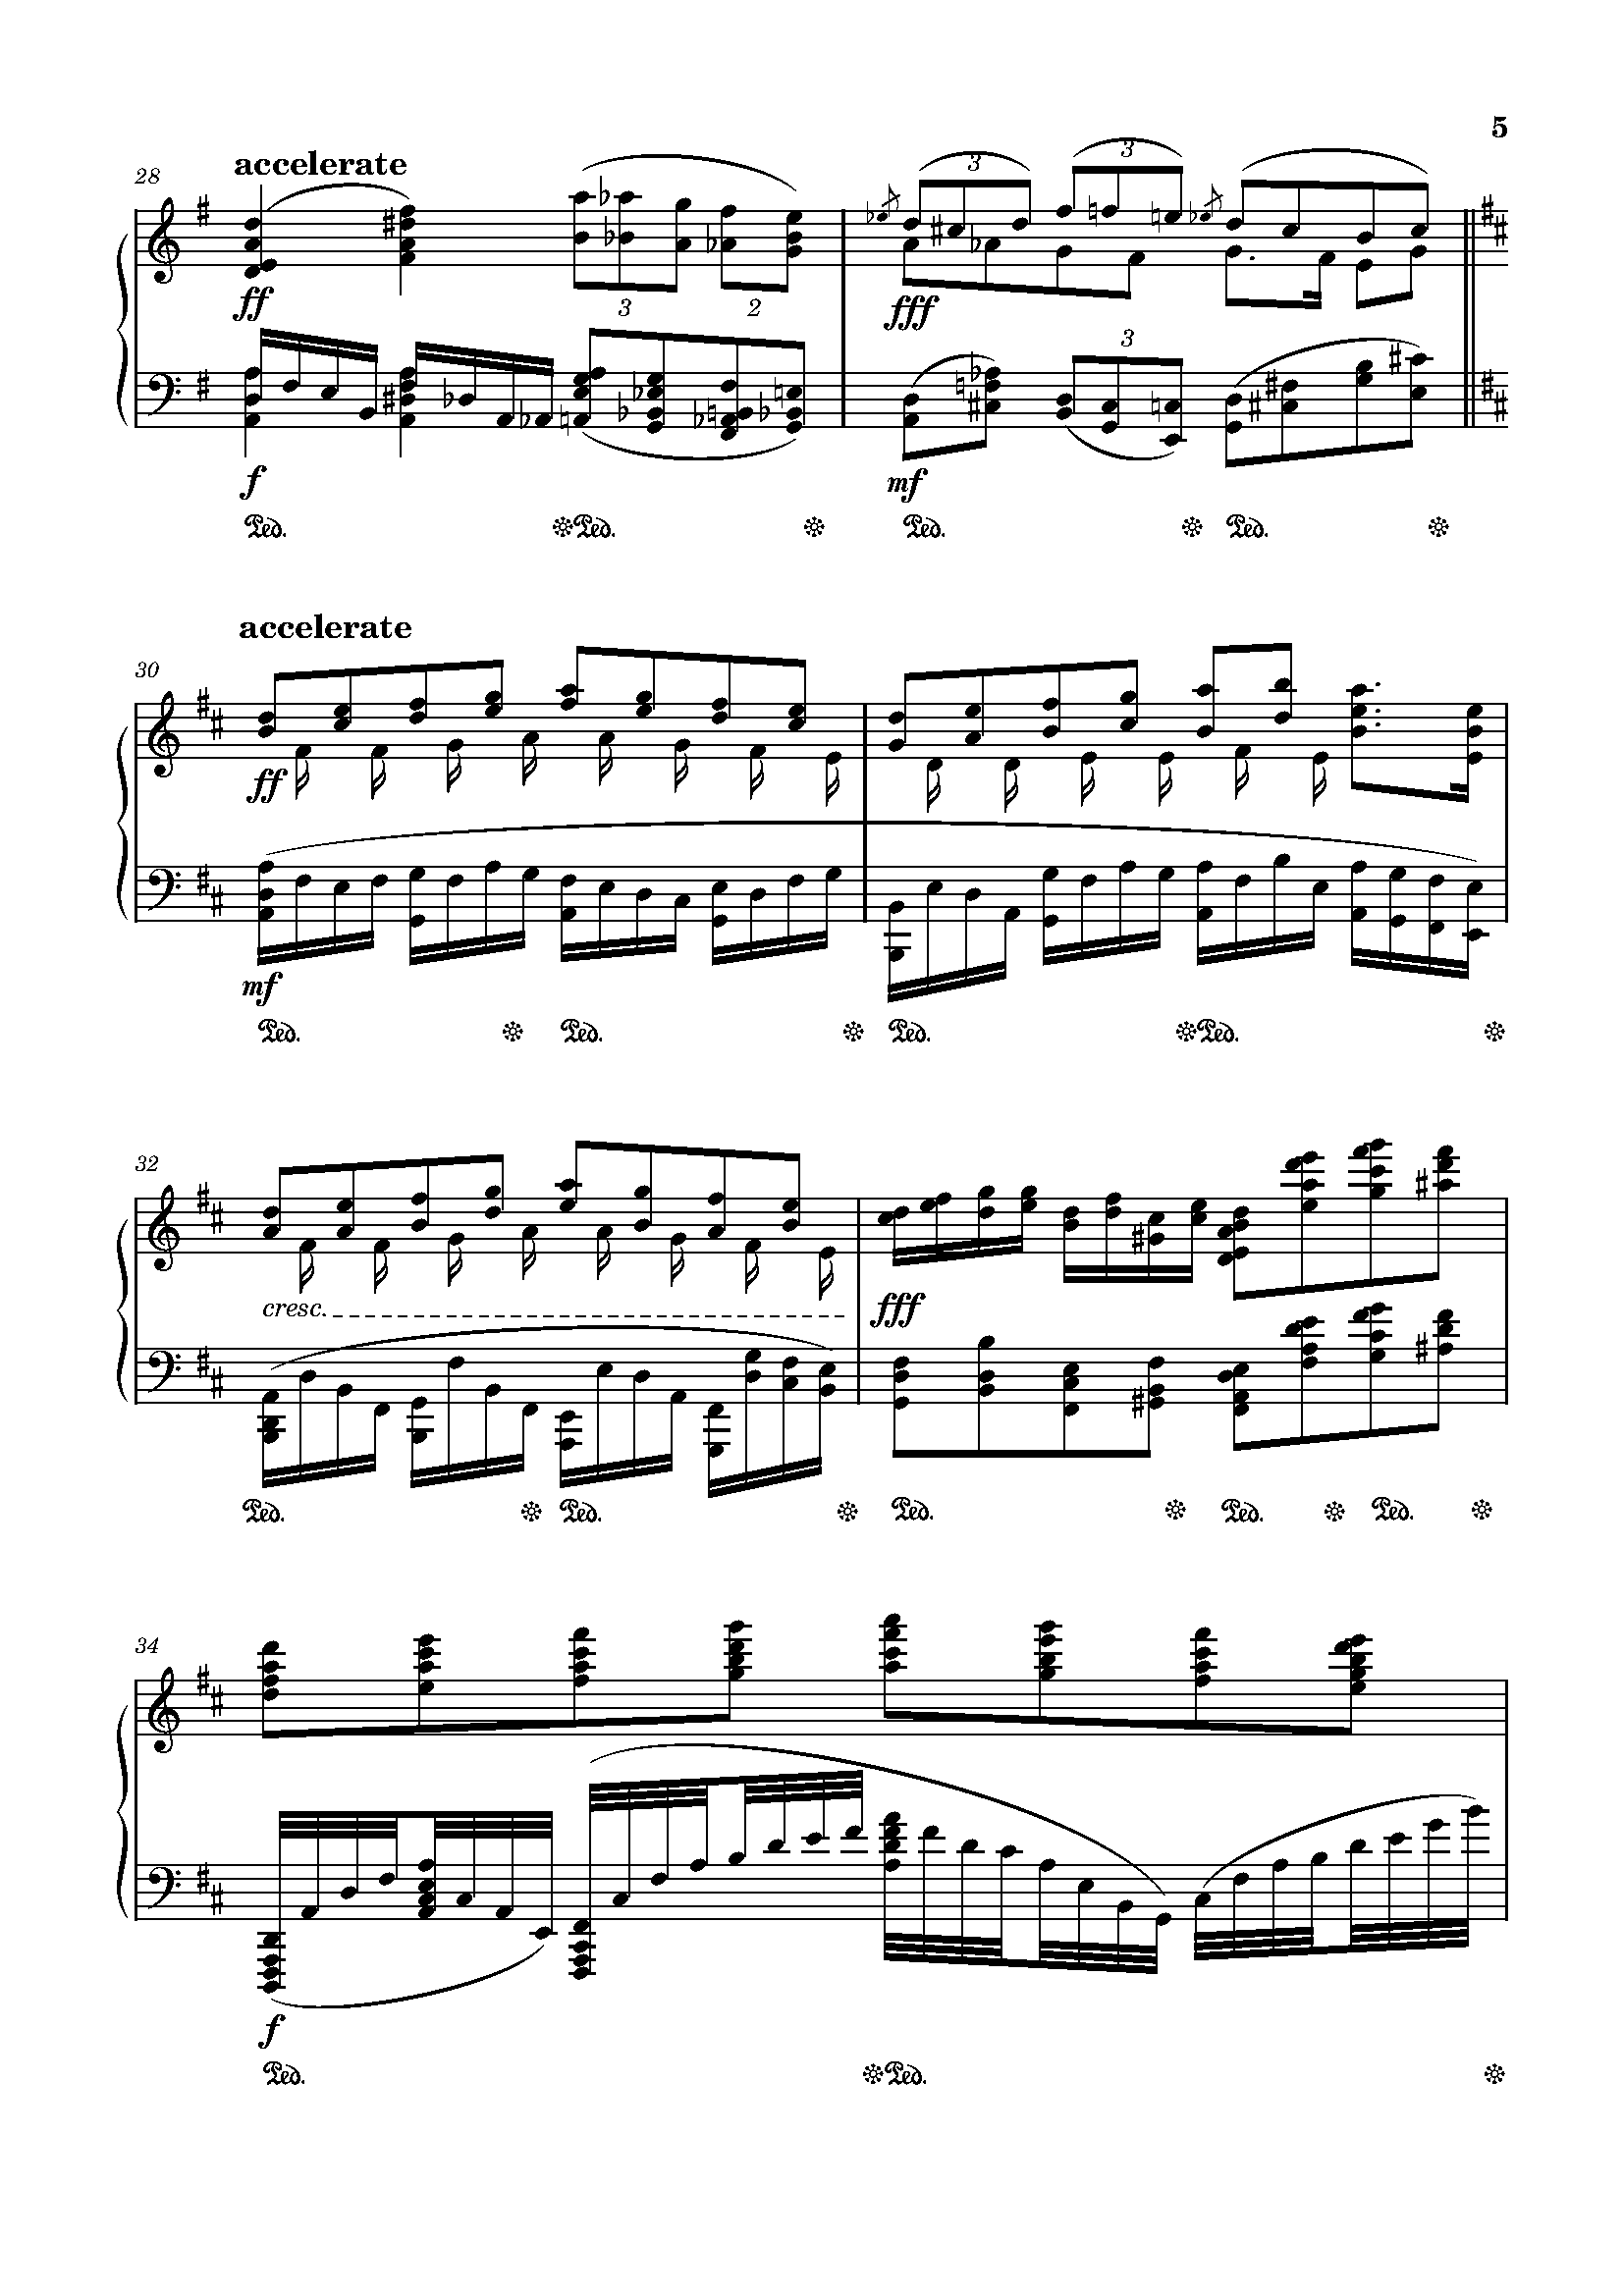 5
accelerate
28
3
3
ff
fff
3
2
3
f
mf
Ped. Ped. Ped. Ped.
accelerate
30
ff
mf
Ped. Ped. Ped. Ped.
32
cresc.
fff
Ped. Ped. Ped. Ped. Ped.
34
f
Ped. Ped.